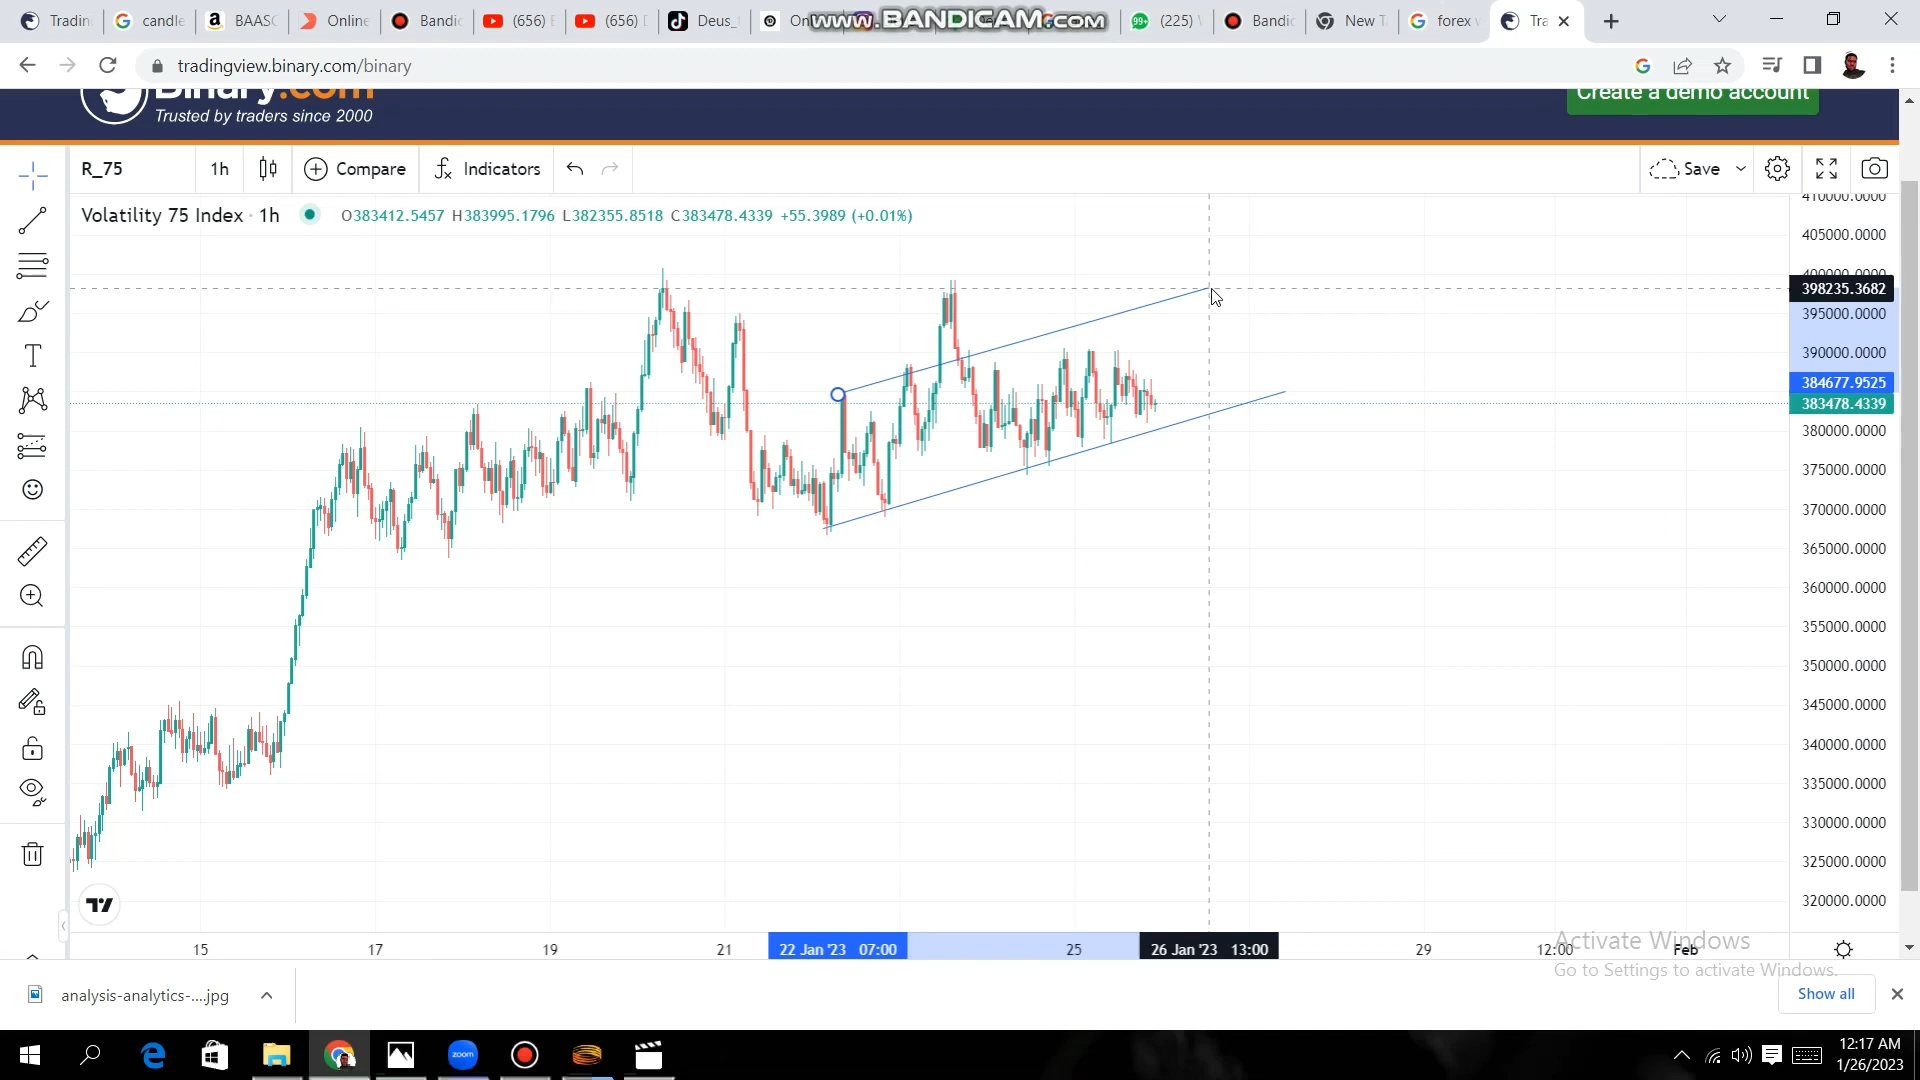 Tradin
candle
BAASC
Online
Bandic
(656) E
(656) D
Deus_
On
www.BANDICAM.com
(225) W
Bandic
New T
forex v
Tra
tradingview.binary.com/binary
Binary.com
Trusted by traders since 2000
Create a demo account
R_75
1h
Compare
Indicators
Save
Volatility 75 Index · 1h
O383412.5457 H383995.1796 L382355.8518 C383478.4339 +55.3989 (+0.01%)
410000.0000
405000.0000
400000.0000
398235.3682
395000.0000
390000.0000
384677.9525
383478.4339
380000.0000
375000.0000
370000.0000
365000.0000
360000.0000
355000.0000
350000.0000
345000.0000
340000.0000
335000.0000
330000.0000
325000.0000
320000.0000
15
17
19
21
22 Jan '23 07:00
25
26 Jan '23 13:00
29
12:00
Feb
Activate Windows
Go to Settings to activate Windows.
analysis-analytics-....jpg
Show all
zoom
12:17 AM
1/26/2023